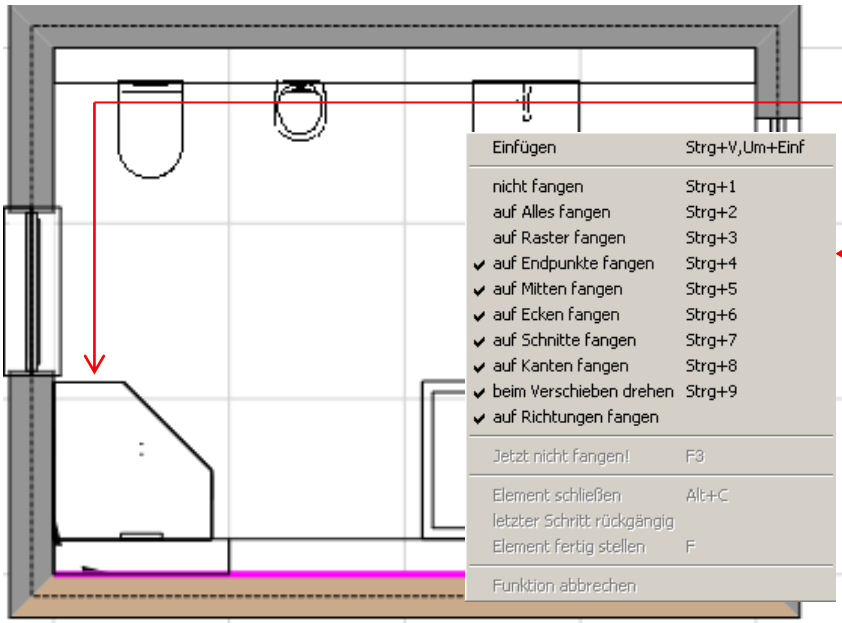 Einfügen Strg+V,Um+Einf
nicht fangen Strg+1
auf Alles fangen Strg+2
auf Raster fangen Strg+3
auf Endpunkte fangen Strg+4
auf Mitten fangen Strg+5
auf Ecken fangen Strg+6
auf Schnitte fangen Strg+7
auf Kanten fangen Strg+8
beim Verschieben drehen Strg+9
auf Richtungen fangen
Jetzt nicht fangen! F3
Element schließen Alt+C
letzter Schritt rückgängig
Element fertig stellen F
Funktion abbrechen